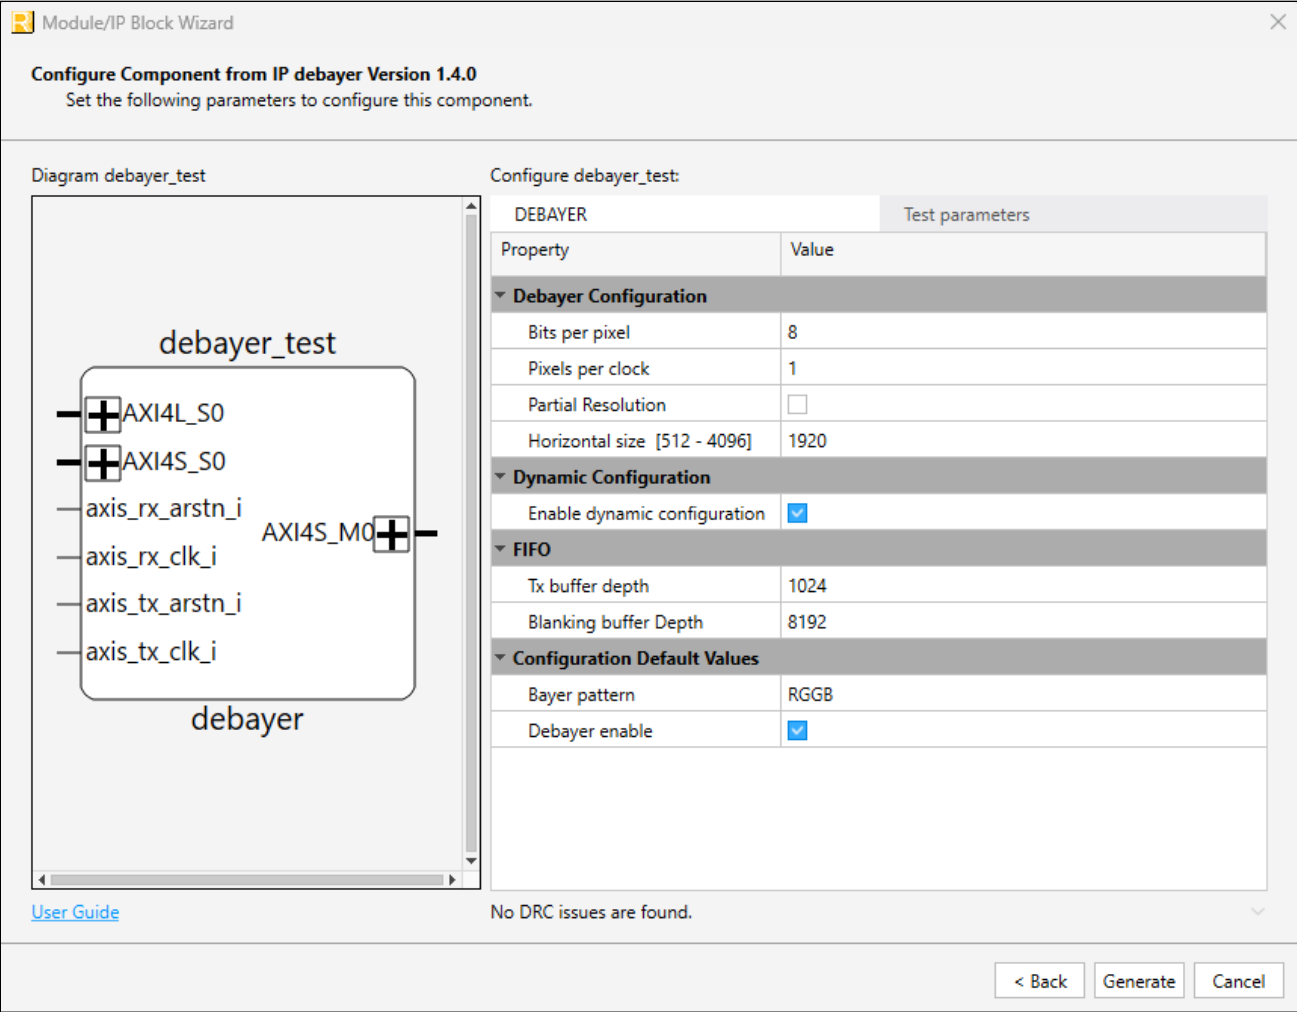 Module/IP Block Wizard
Configure Component from IP debayer Version 1.4.0
Set the following parameters to configure this component.
Diagram debayer_test
debayer_test
AXI4L_S0
AXI4S_S0
axis_rx_arstn_i
AXI4S_M0
axis_rx_clk_i
axis_tx_arstn_i
axis_tx_clk_i
debayer
User Guide
Configure debayer_test:
DEBAYER Test parameters
Property Value
Debayer Configuration
Bits per pixel 8
Pixels per clock 1
Partial Resolution
Horizontal size [512 - 4096] 1920
Dynamic Configuration
Enable dynamic configuration
FIFO
Tx buffer depth 1024
Blanking buffer Depth 8192
Configuration Default Values
Bayer pattern RGGB
Debayer enable
No DRC issues are found.
< Back Generate Cancel